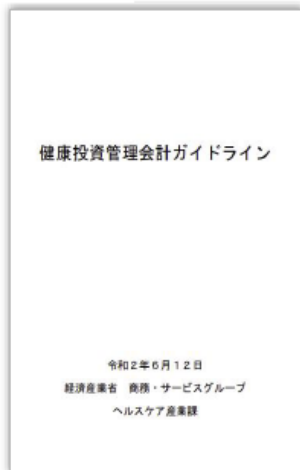 健康投資管理会計ガイドライン
令和2年6月12日
経済産業省 商務・サービスグループ
ヘルスケア産業課